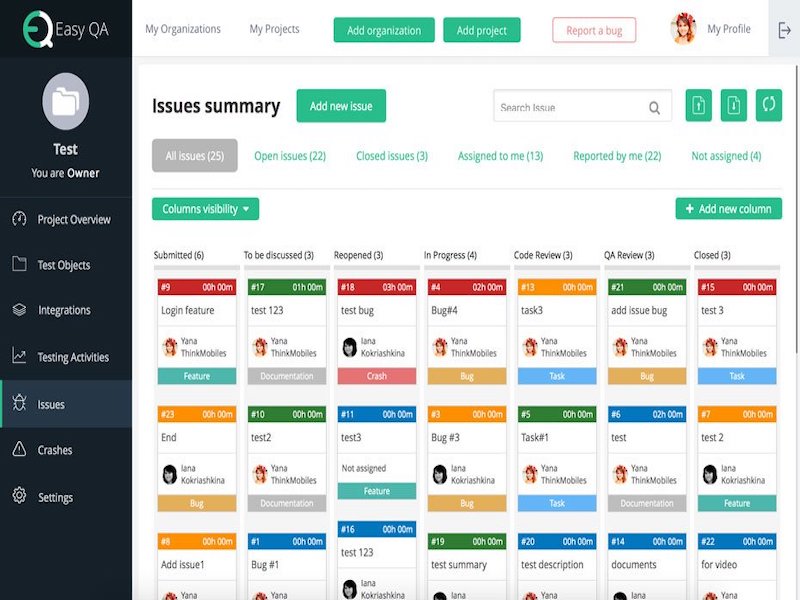 EQ Easy QA
My Organizations
My Projects
Add organization
Add project
Report a bug
My Profile
Test
You are Owner
Project Overview
Test Objects
Integrations
Testing Activities
Issues
Crashes
Settings
Issues summary
Add new issue
Search Issue
All issues (25)
Open issues (22)
Closed issues (3)
Assigned to me (13)
Reported by me (22)
Not assigned (4)
Columns visibility
+ Add new column
Submitted (6)
To be discussed (3)
Reopened (3)
In Progress (4)
Code Review (3)
QA Review (3)
Closed (3)
#9 00h 00m
Login feature
Yana
ThinkMobiles
Feature
#17 01h 00m
test 123
Yana
ThinkMobiles
Documentation
#18 03h 00m
test bug
Iana
Kokriashkina
Crash
#4 02h 00m
Bug#4
Yana
ThinkMobiles
Bug
#13 00h 00m
task3
Yana
ThinkMobiles
Task
#21 00h 00m
add issue bug
Yana
ThinkMobiles
Bug
#15 00h 00m
test 3
Yana
ThinkMobiles
Task
#23 00h 00m
End
Iana
Kokriashkina
Bug
#10 00h 00m
test2
Yana
ThinkMobiles
Documentation
#11 00h 00m
test3
Not assigned
Feature
#3 00h 00m
Bug #3
Iana
Kokriashkina
Bug
#5 00h 00m
Task#1
Yana
ThinkMobiles
Task
#6 02h 00m
test
Yana
ThinkMobiles
Documentation
#7 00h 00m
test 2
Iana
Kokriashkina
Feature
#8 00h 00m
Add issue1
Yana
#1 00h 00m
Bug #1
Yana
#16 00h 00m
test 123
Iana
Kokriashkina
#19 00h 00m
test summary
Iana
#20 00h 00m
test description
Yana
#14 00h 00m
documents
Iana
#22 00h 00m
for video
Yana